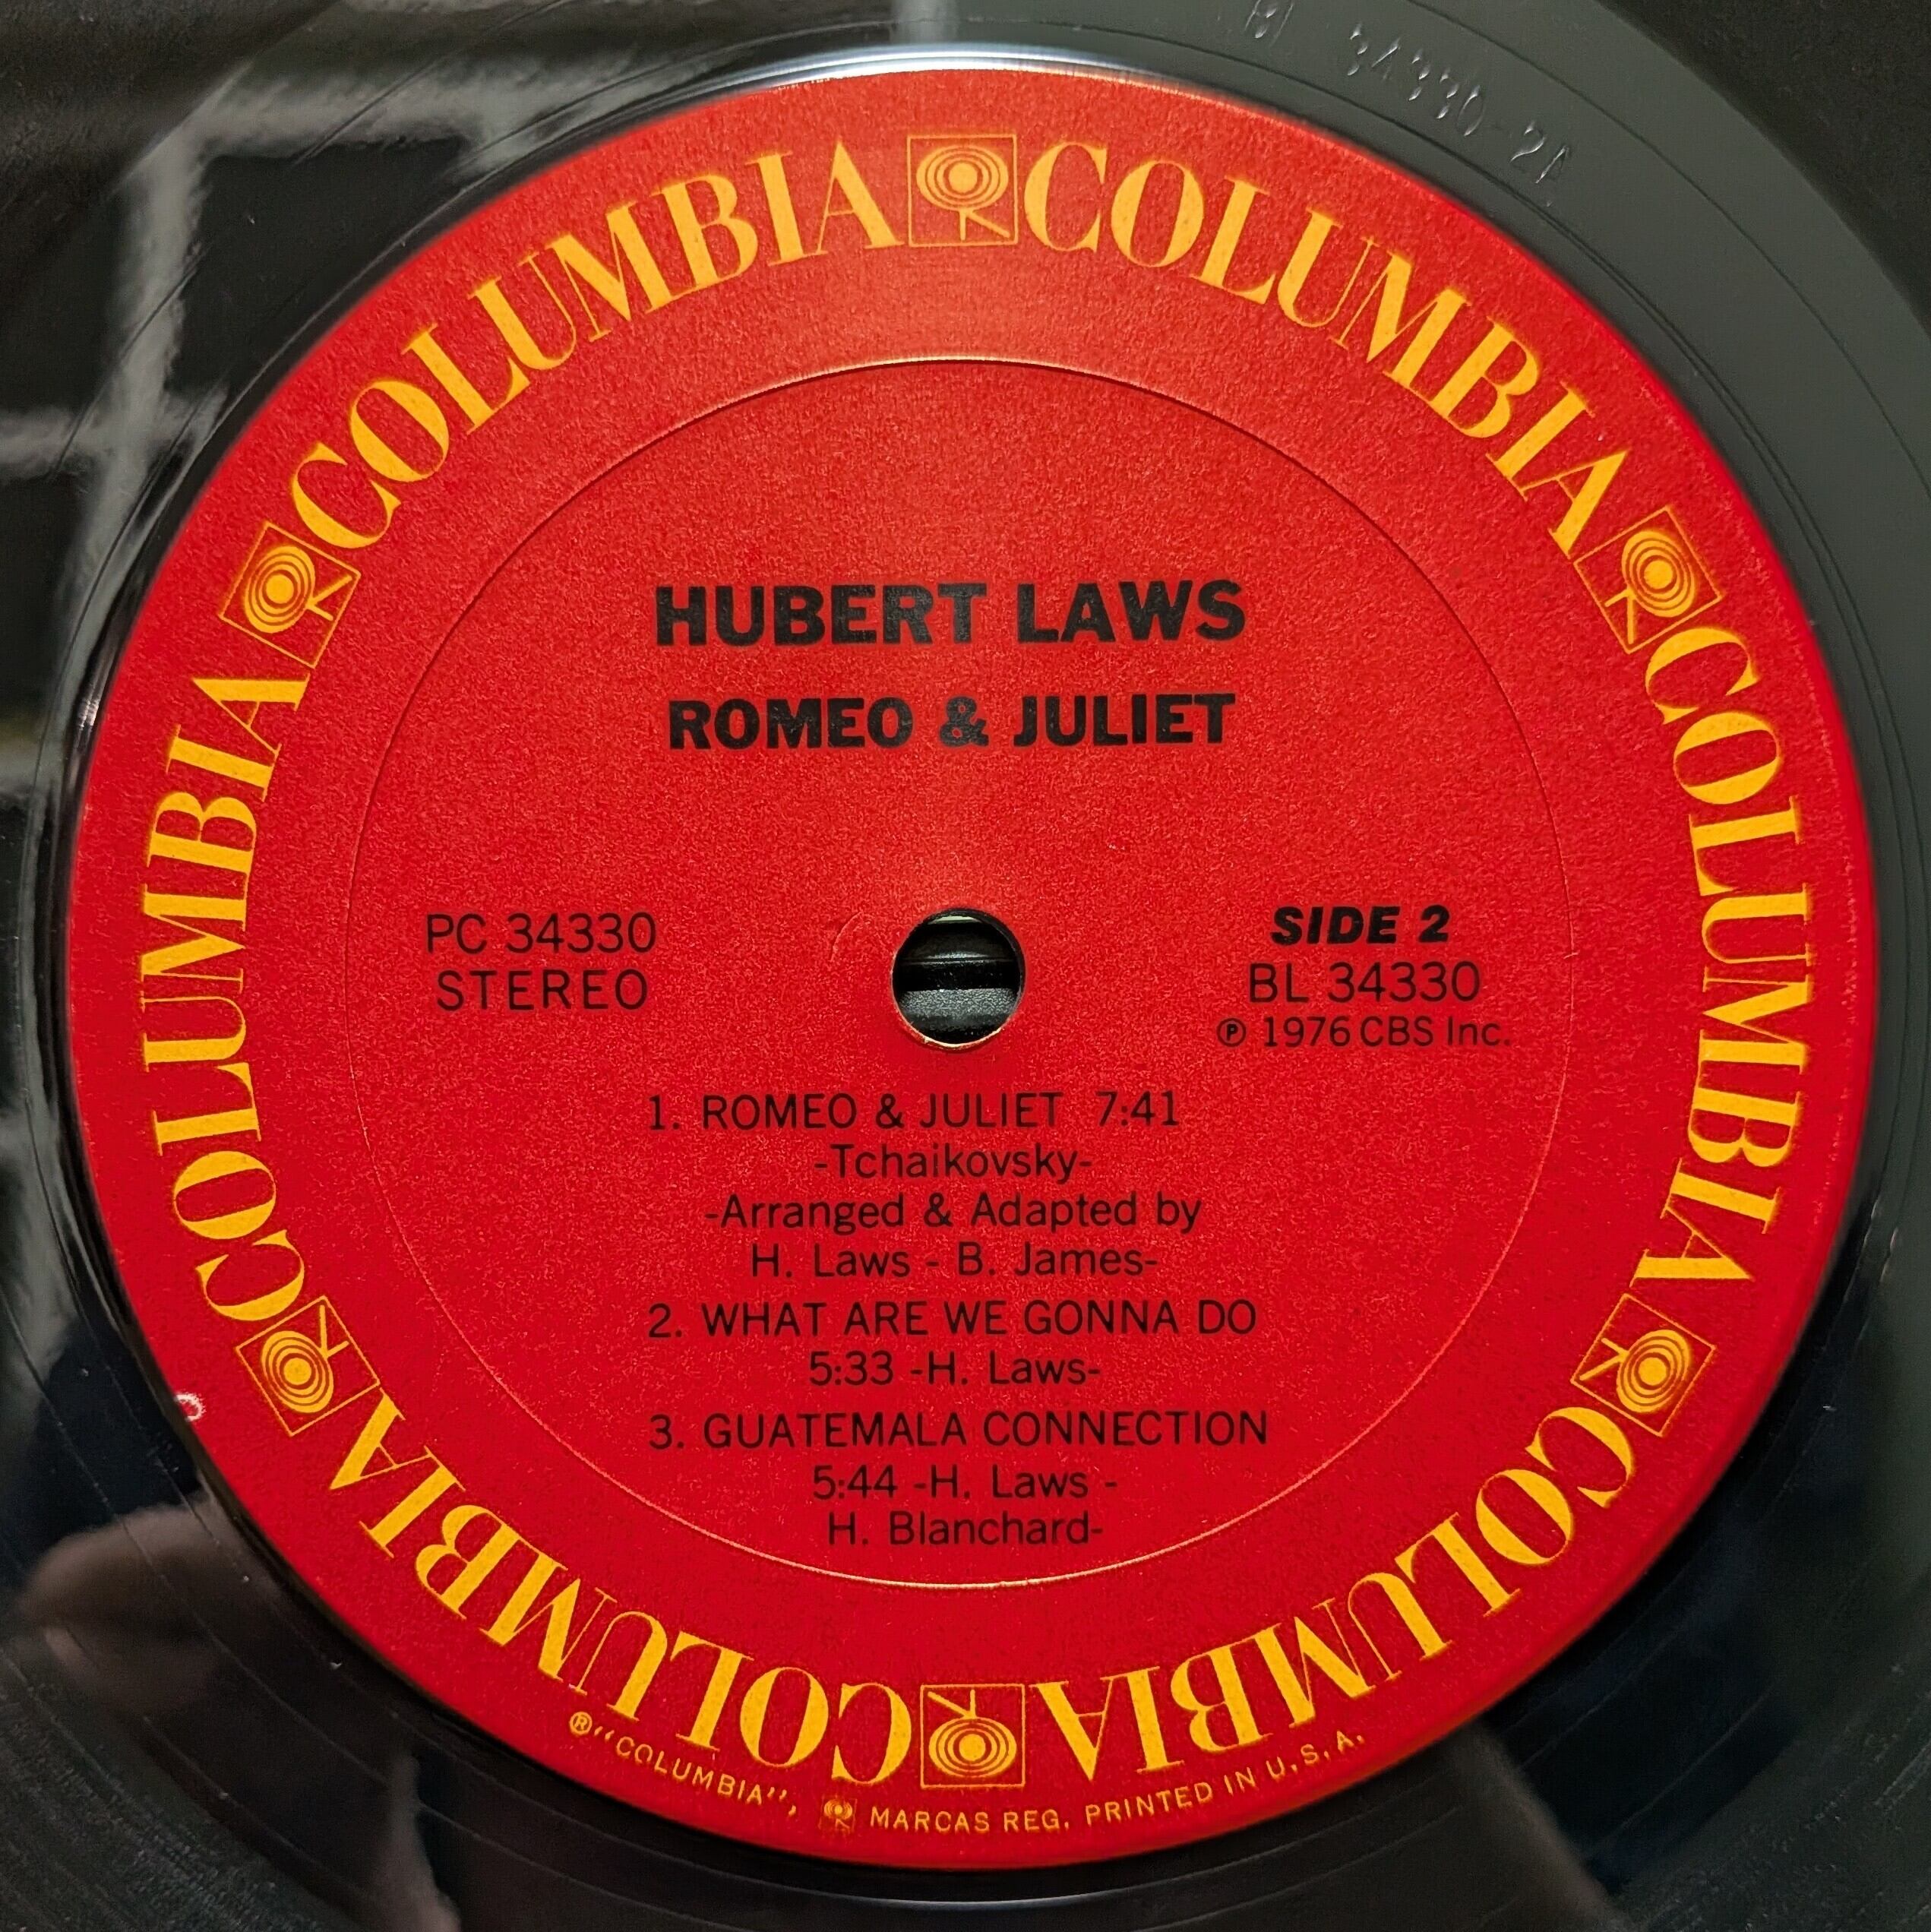 BL 34330-2A
COLUMBIA COLUMBIA COLUMBIA COLUMBIA COLUMBIA COLUMBIA
HUBERT LAWS
ROMEO & JULIET
PC 34330
STEREO
SIDE 2
BL 34330
℗ 1976 CBS Inc.
1. ROMEO & JULIET 7:41
-Tchaikovsky-
-Arranged & Adapted by
H. Laws - B. James-
2. WHAT ARE WE GONNA DO
5:33 -H. Laws-
3. GUATEMALA CONNECTION
5:44 -H. Laws -
H. Blanchard-
®"COLUMBIA", MARCAS REG. PRINTED IN U.S.A.